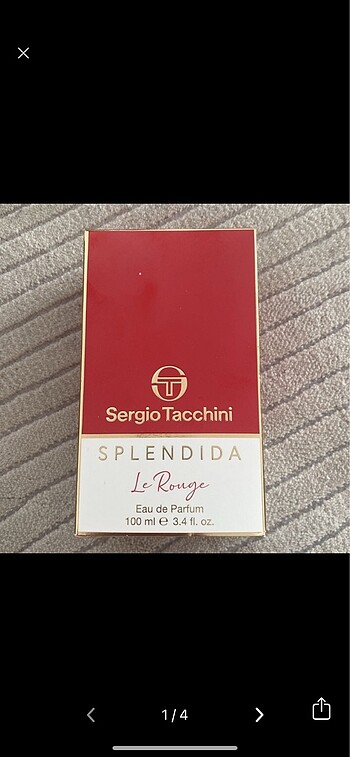 Sergio Tacchini
SPLENDIDA
Le Rouge
Eau de Parfum
100 ml ℮ 3.4 fl. oz.
1/4